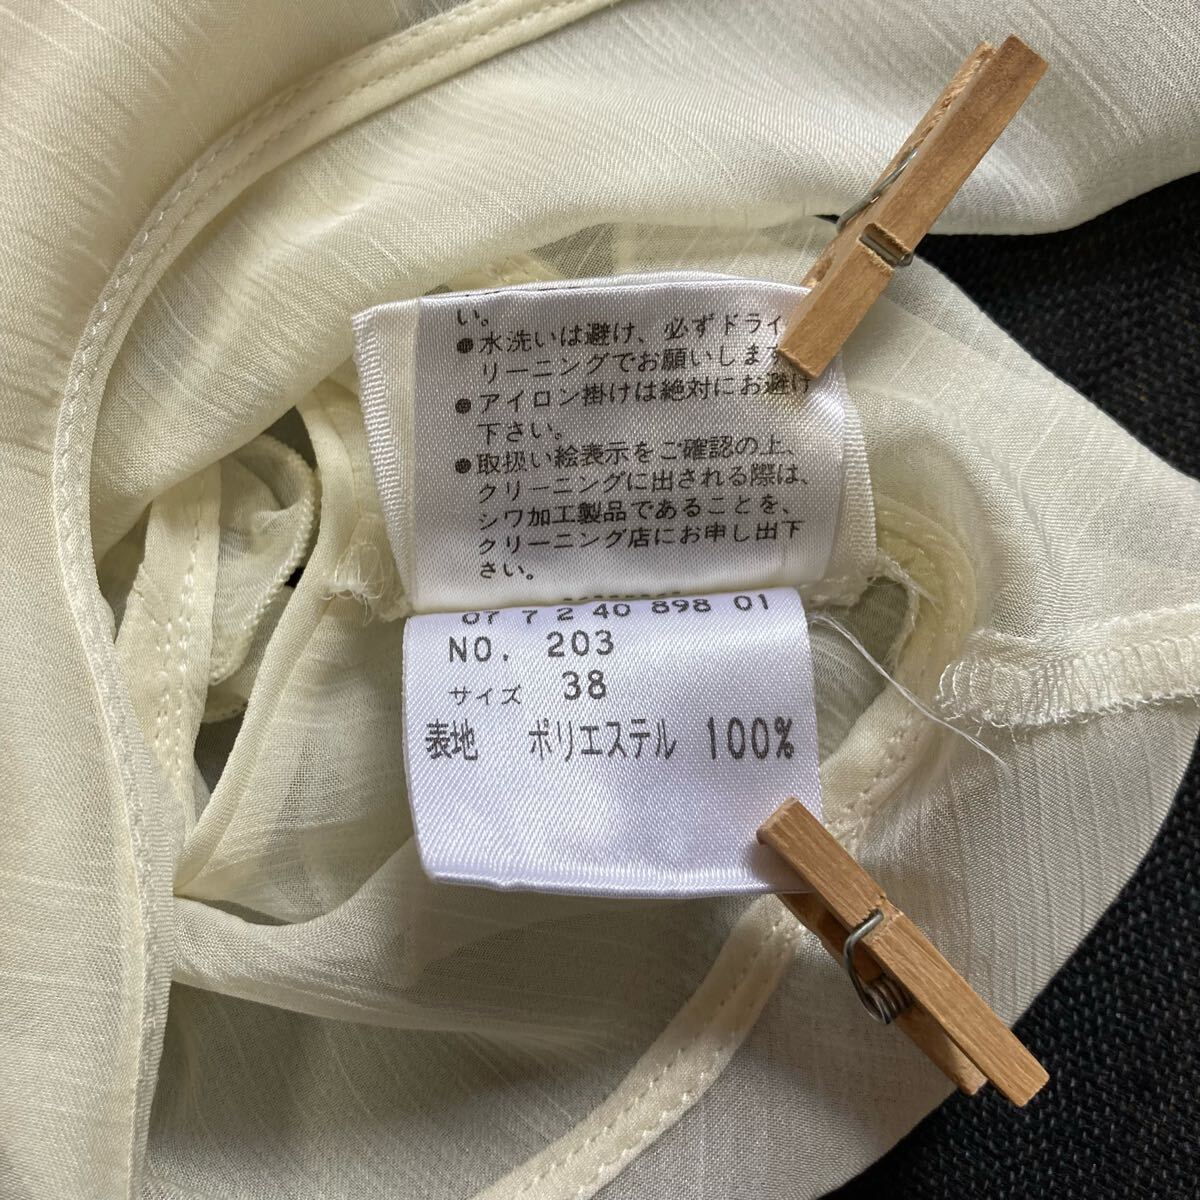 い。
●水洗いは避け、必ずドライ
リーニングでお願いします
●アイロン掛けは絶対にお避け
下さい。
●取扱い絵表示をご確認の上、
クリーニングに出される際は、
シワ加工製品であることを、
クリーニング店にお申し出下
さい。
07 7 2 40 898 01
NO. 203
サイズ 38
表地 ポリエステル 100%